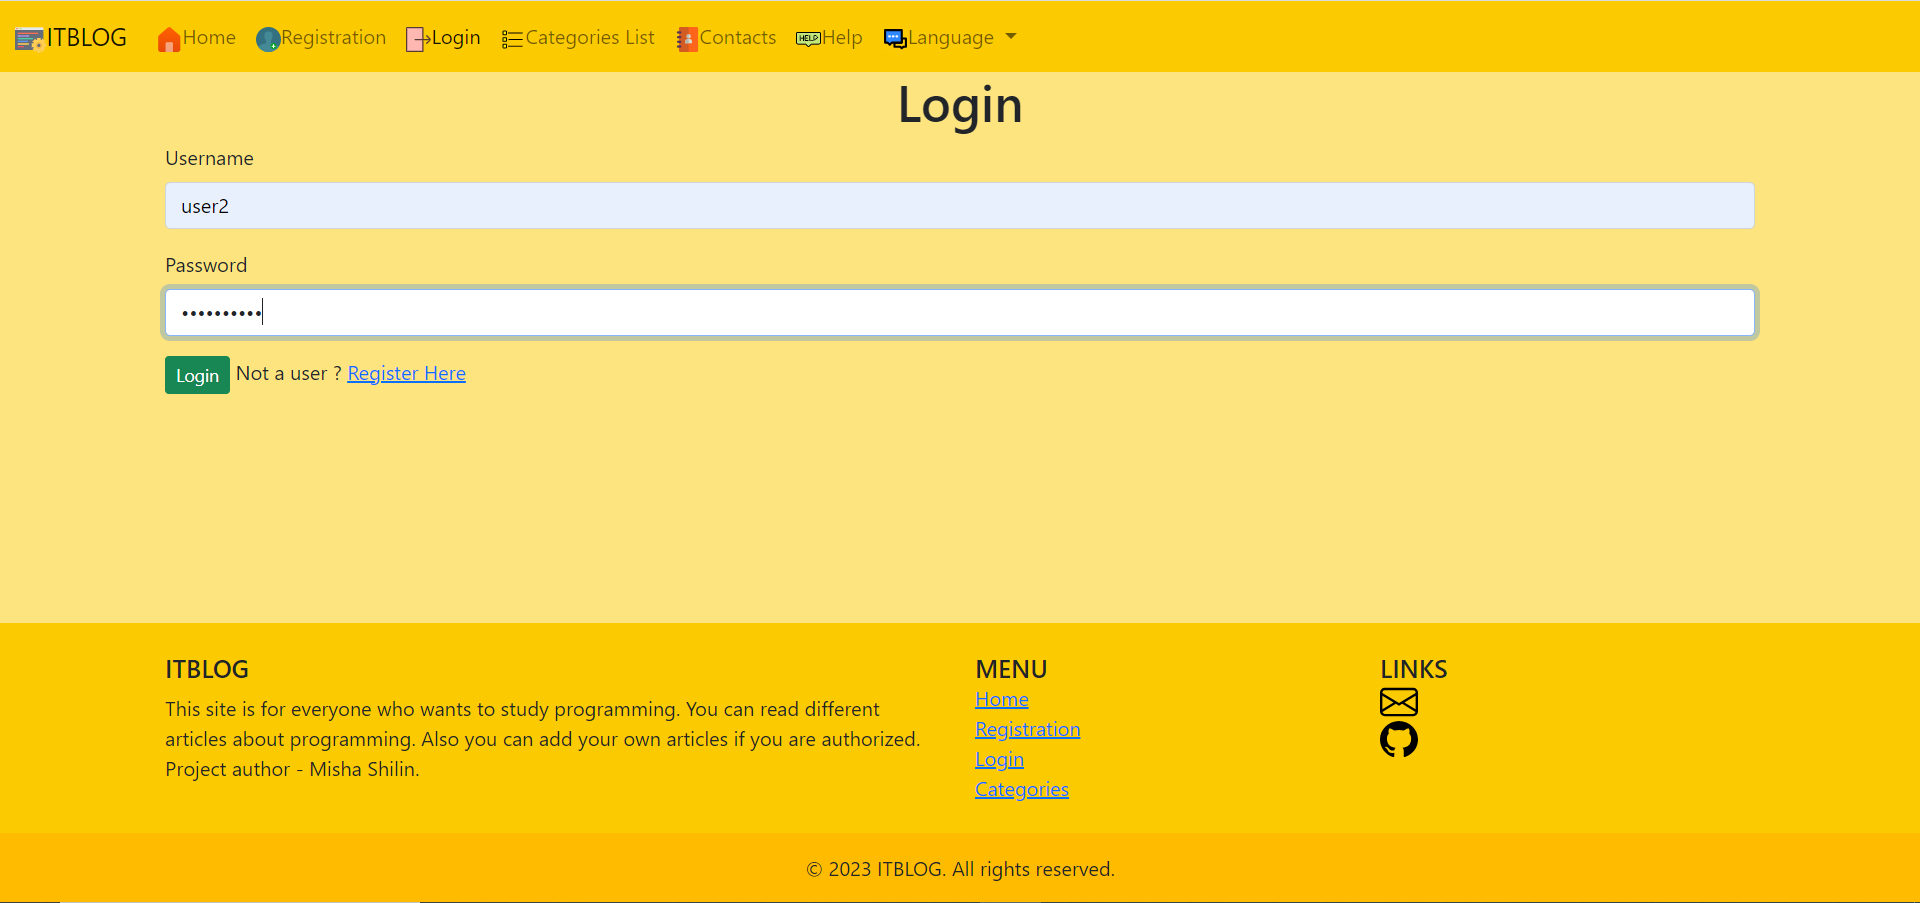 ITBLOG Home Registration Login Categories List Contacts HELP Help Language
Login
Username
user2
Password
••••••••••
Login Not a user ? Register Here
ITBLOG
This site is for everyone who wants to study programming. You can read different
articles about programming. Also you can add your own articles if you are authorized.
Project author - Misha Shilin.
MENU
Home
Registration
Login
Categories
LINKS
© 2023 ITBLOG. All rights reserved.